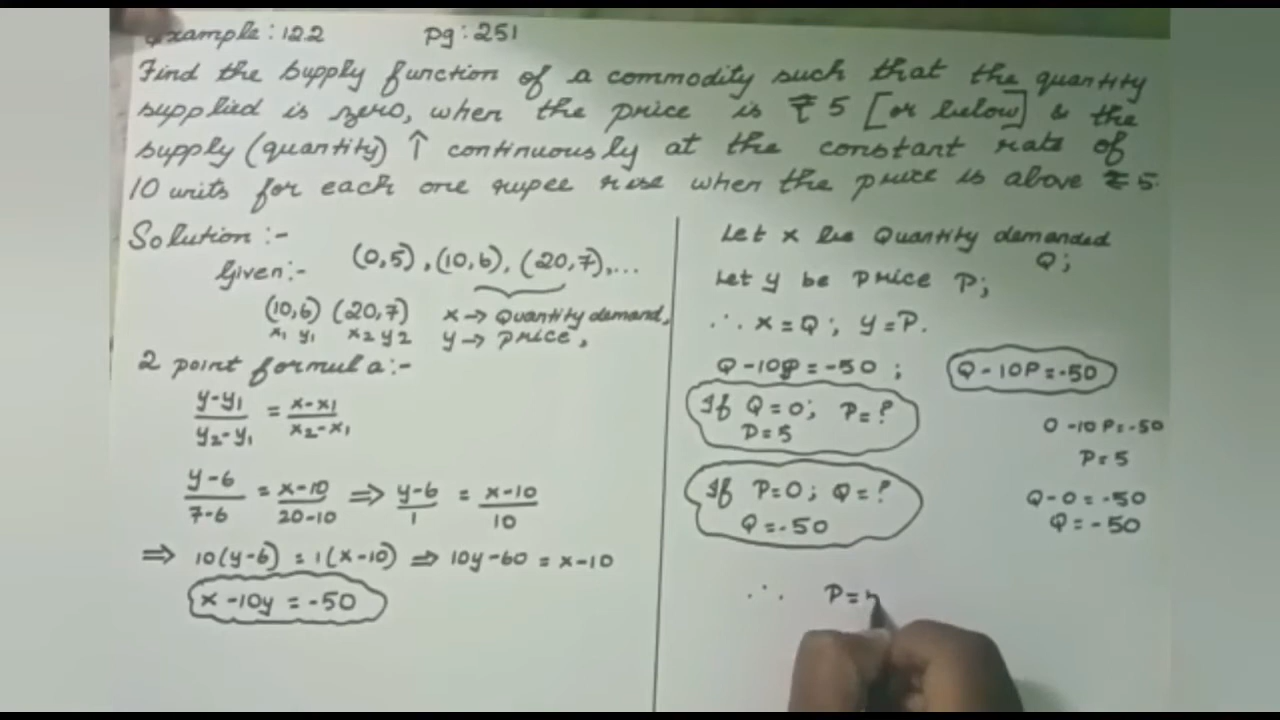 Example: 122 pg: 251
Find the supply function of a commodity such that the quantity
supplied is zero, when the price is ₹ 5 [or below] & the
supply (quantity) ↑ continuously at the constant rate of
10 units for each one rupee rise when the price is above ₹ 5.
Solution :-
Given:- (0,5), (10,6), (20,7),...
(10,6) (20,7) x → Quantity demand,
x₁ y₁ x₂ y₂ y → price,
2 point formula:-
y-y₁/y₂-y₁ = x-x₁/x₂-x₁
y-6/7-6 = x-10/20-10 ⇒ y-6/1 = x-10/10
⇒ 10(y-6) = 1(x-10) ⇒ 10y-60 = x-10
x -10y = -50
Let x be Quantity demanded
Q;
Let y be price P;
∴ x = Q; y = P.
Q -10P = -50 ; Q - 10P = -50
If Q = 0; P = ?
P = 5
If P = 0; Q = ?
Q = -50
0 -10P = -50
P = 5
Q - 0 = -50
Q = -50
∴ P =